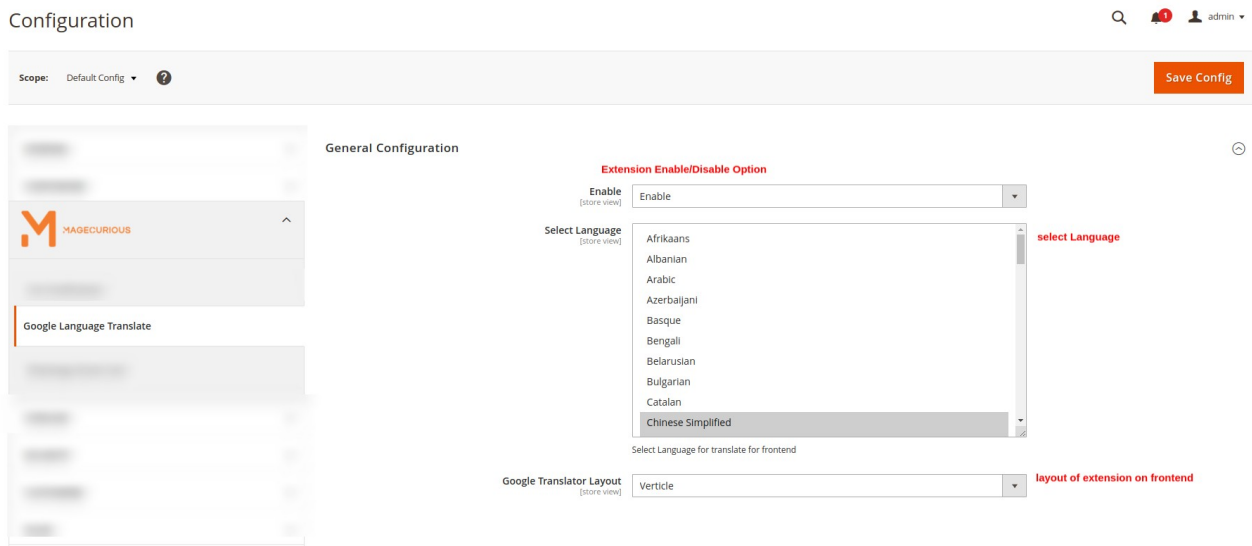 Configuration
1
admin
Scope:
Default Config
?
Save Config
General Configuration
Extension Enable/Disable Option
Enable
[store view]
Enable
MAGECURIOUS
Select Language
[store view]
Afrikaans
Albanian
Arabic
Azerbaijani
Basque
Bengali
Belarusian
Bulgarian
Catalan
Chinese Simplified
select Language
Google Language Translate
Select Language for translate for frontend
Google Translator Layout
[store view]
Verticle
layout of extension on frontend